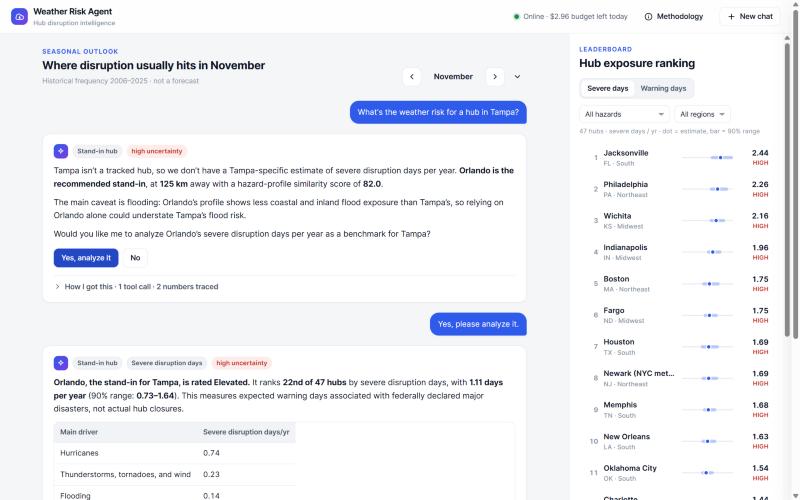 Weather Risk Agent
Hub disruption intelligence
Online · $2.96 budget left today
Methodology
+ New chat
SEASONAL OUTLOOK
Where disruption usually hits in November
Historical frequency 2006–2025 · not a forecast
November
What's the weather risk for a hub in Tampa?
Stand-in hub
high uncertainty
Tampa isn't a tracked hub, so we don't have a Tampa-specific estimate of severe disruption days per year. Orlando is the
recommended stand-in, at 125 km away with a hazard-profile similarity score of 82.0.
The main caveat is flooding: Orlando's profile shows less coastal and inland flood exposure than Tampa's, so relying on
Orlando alone could understate Tampa's flood risk.
Would you like me to analyze Orlando's severe disruption days per year as a benchmark for Tampa?
Yes, analyze it
No
How I got this · 1 tool call · 2 numbers traced
Yes, please analyze it.
Stand-in hub
Severe disruption days
high uncertainty
Orlando, the stand-in for Tampa, is rated Elevated. It ranks 22nd of 47 hubs by severe disruption days, with 1.11 days
per year (90% range: 0.73–1.64). This measures expected warning days associated with federally declared major
disasters, not actual hub closures.
Main driver Severe disruption days/yr
Hurricanes 0.74
Thunderstorms, tornadoes, and wind 0.23
Flooding 0.14
LEADERBOARD
Hub exposure ranking
Severe days
Warning days
All hazards
All regions
47 hubs · severe days / yr · dot = estimate, bar = 90% range
1 Jacksonville 2.44
FL · South HIGH
2 Philadelphia 2.26
PA · Northeast HIGH
3 Wichita 2.16
KS · Midwest HIGH
4 Indianapolis 1.96
IN · Midwest HIGH
5 Boston 1.75
MA · Northeast HIGH
6 Fargo 1.75
ND · Midwest HIGH
7 Houston 1.69
TX · South HIGH
8 Newark (NYC met... 1.69
NJ · Northeast HIGH
9 Memphis 1.68
TN · South HIGH
10 New Orleans 1.63
LA · South HIGH
11 Oklahoma City 1.54
OK · South HIGH